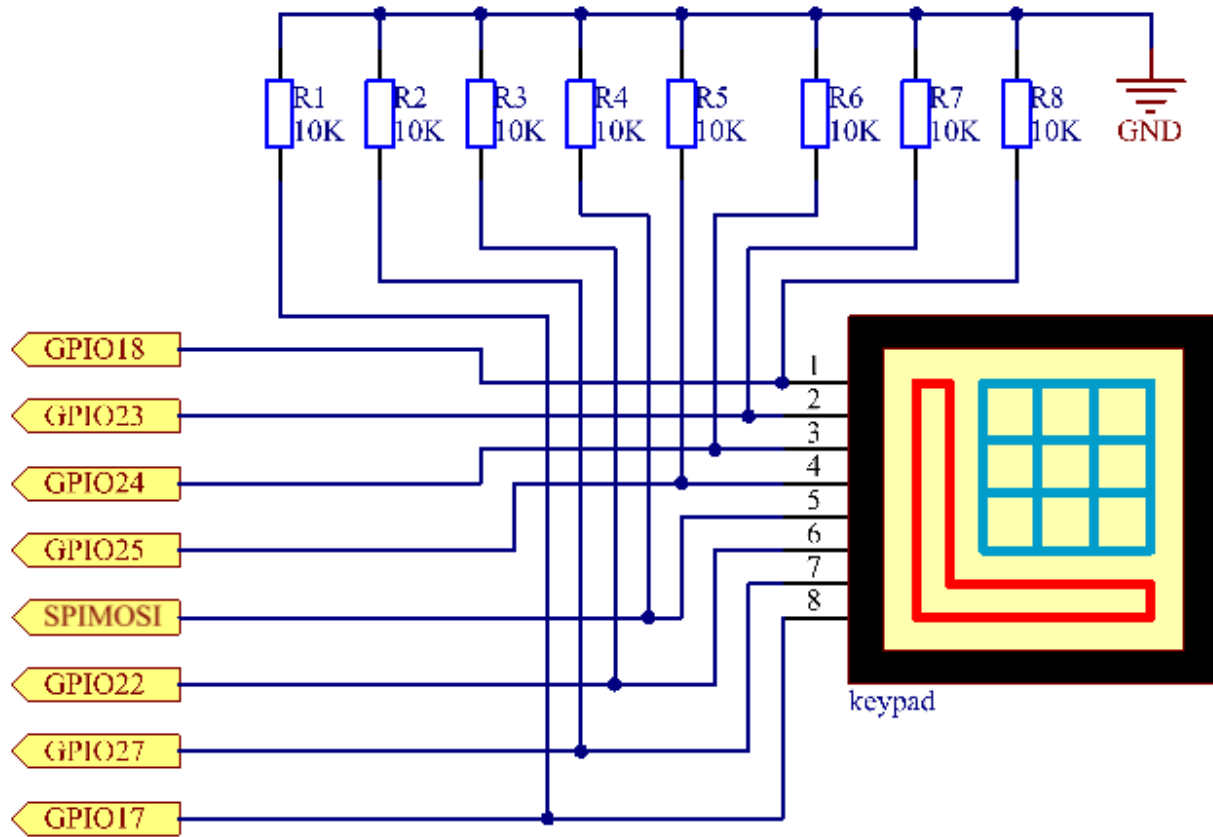 R1 R2 R3 R4 R5 R6 R7 R8
10K 10K 10K 10K 10K 10K 10K 10K
GND
GPIO18
1
GPIO23
2
3
GPIO24
4
5
GPIO25
6
7
SPIMOSI
8
GPIO22
keypad
GPIO27
GPIO17